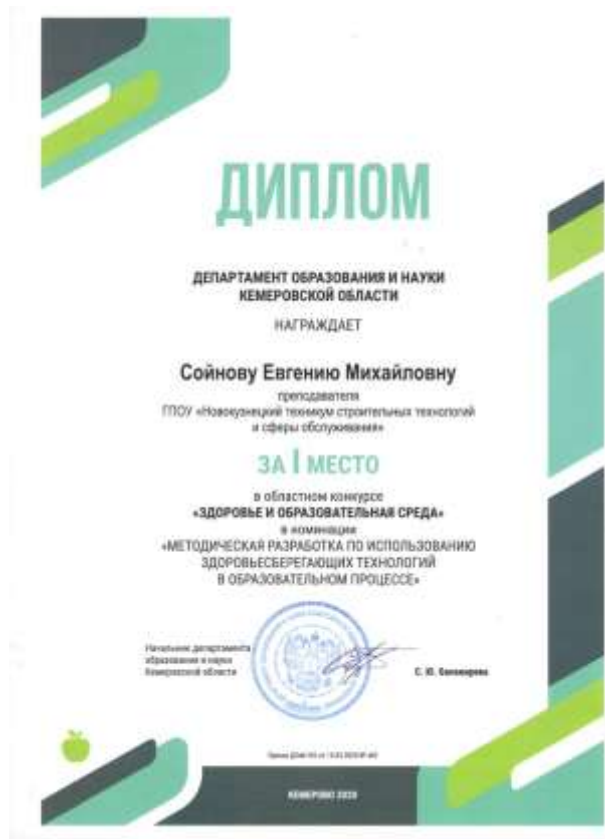 ДИПЛОМ
ДЕПАРТАМЕНТ ОБРАЗОВАНИЯ И НАУКИ
КЕМЕРОВСКОЙ ОБЛАСТИ
НАГРАЖДАЕТ
Сойнову Евгению Михайловну
преподавателя
ГПОУ «Новокузнецкий техникум строительных технологий
и сферы обслуживания»
ЗА I МЕСТО
в областном конкурсе
«ЗДОРОВЬЕ И ОБРАЗОВАТЕЛЬНАЯ СРЕДА»
в номинации
«МЕТОДИЧЕСКАЯ РАЗРАБОТКА ПО ИСПОЛЬЗОВАНИЮ
ЗДОРОВЬЕСБЕРЕГАЮЩИХ ТЕХНОЛОГИЙ
В ОБРАЗОВАТЕЛЬНОМ ПРОЦЕССЕ»
Начальник департамента
образования и науки
Кемеровской области
С. Ю.
КЕМЕРОВО 2020